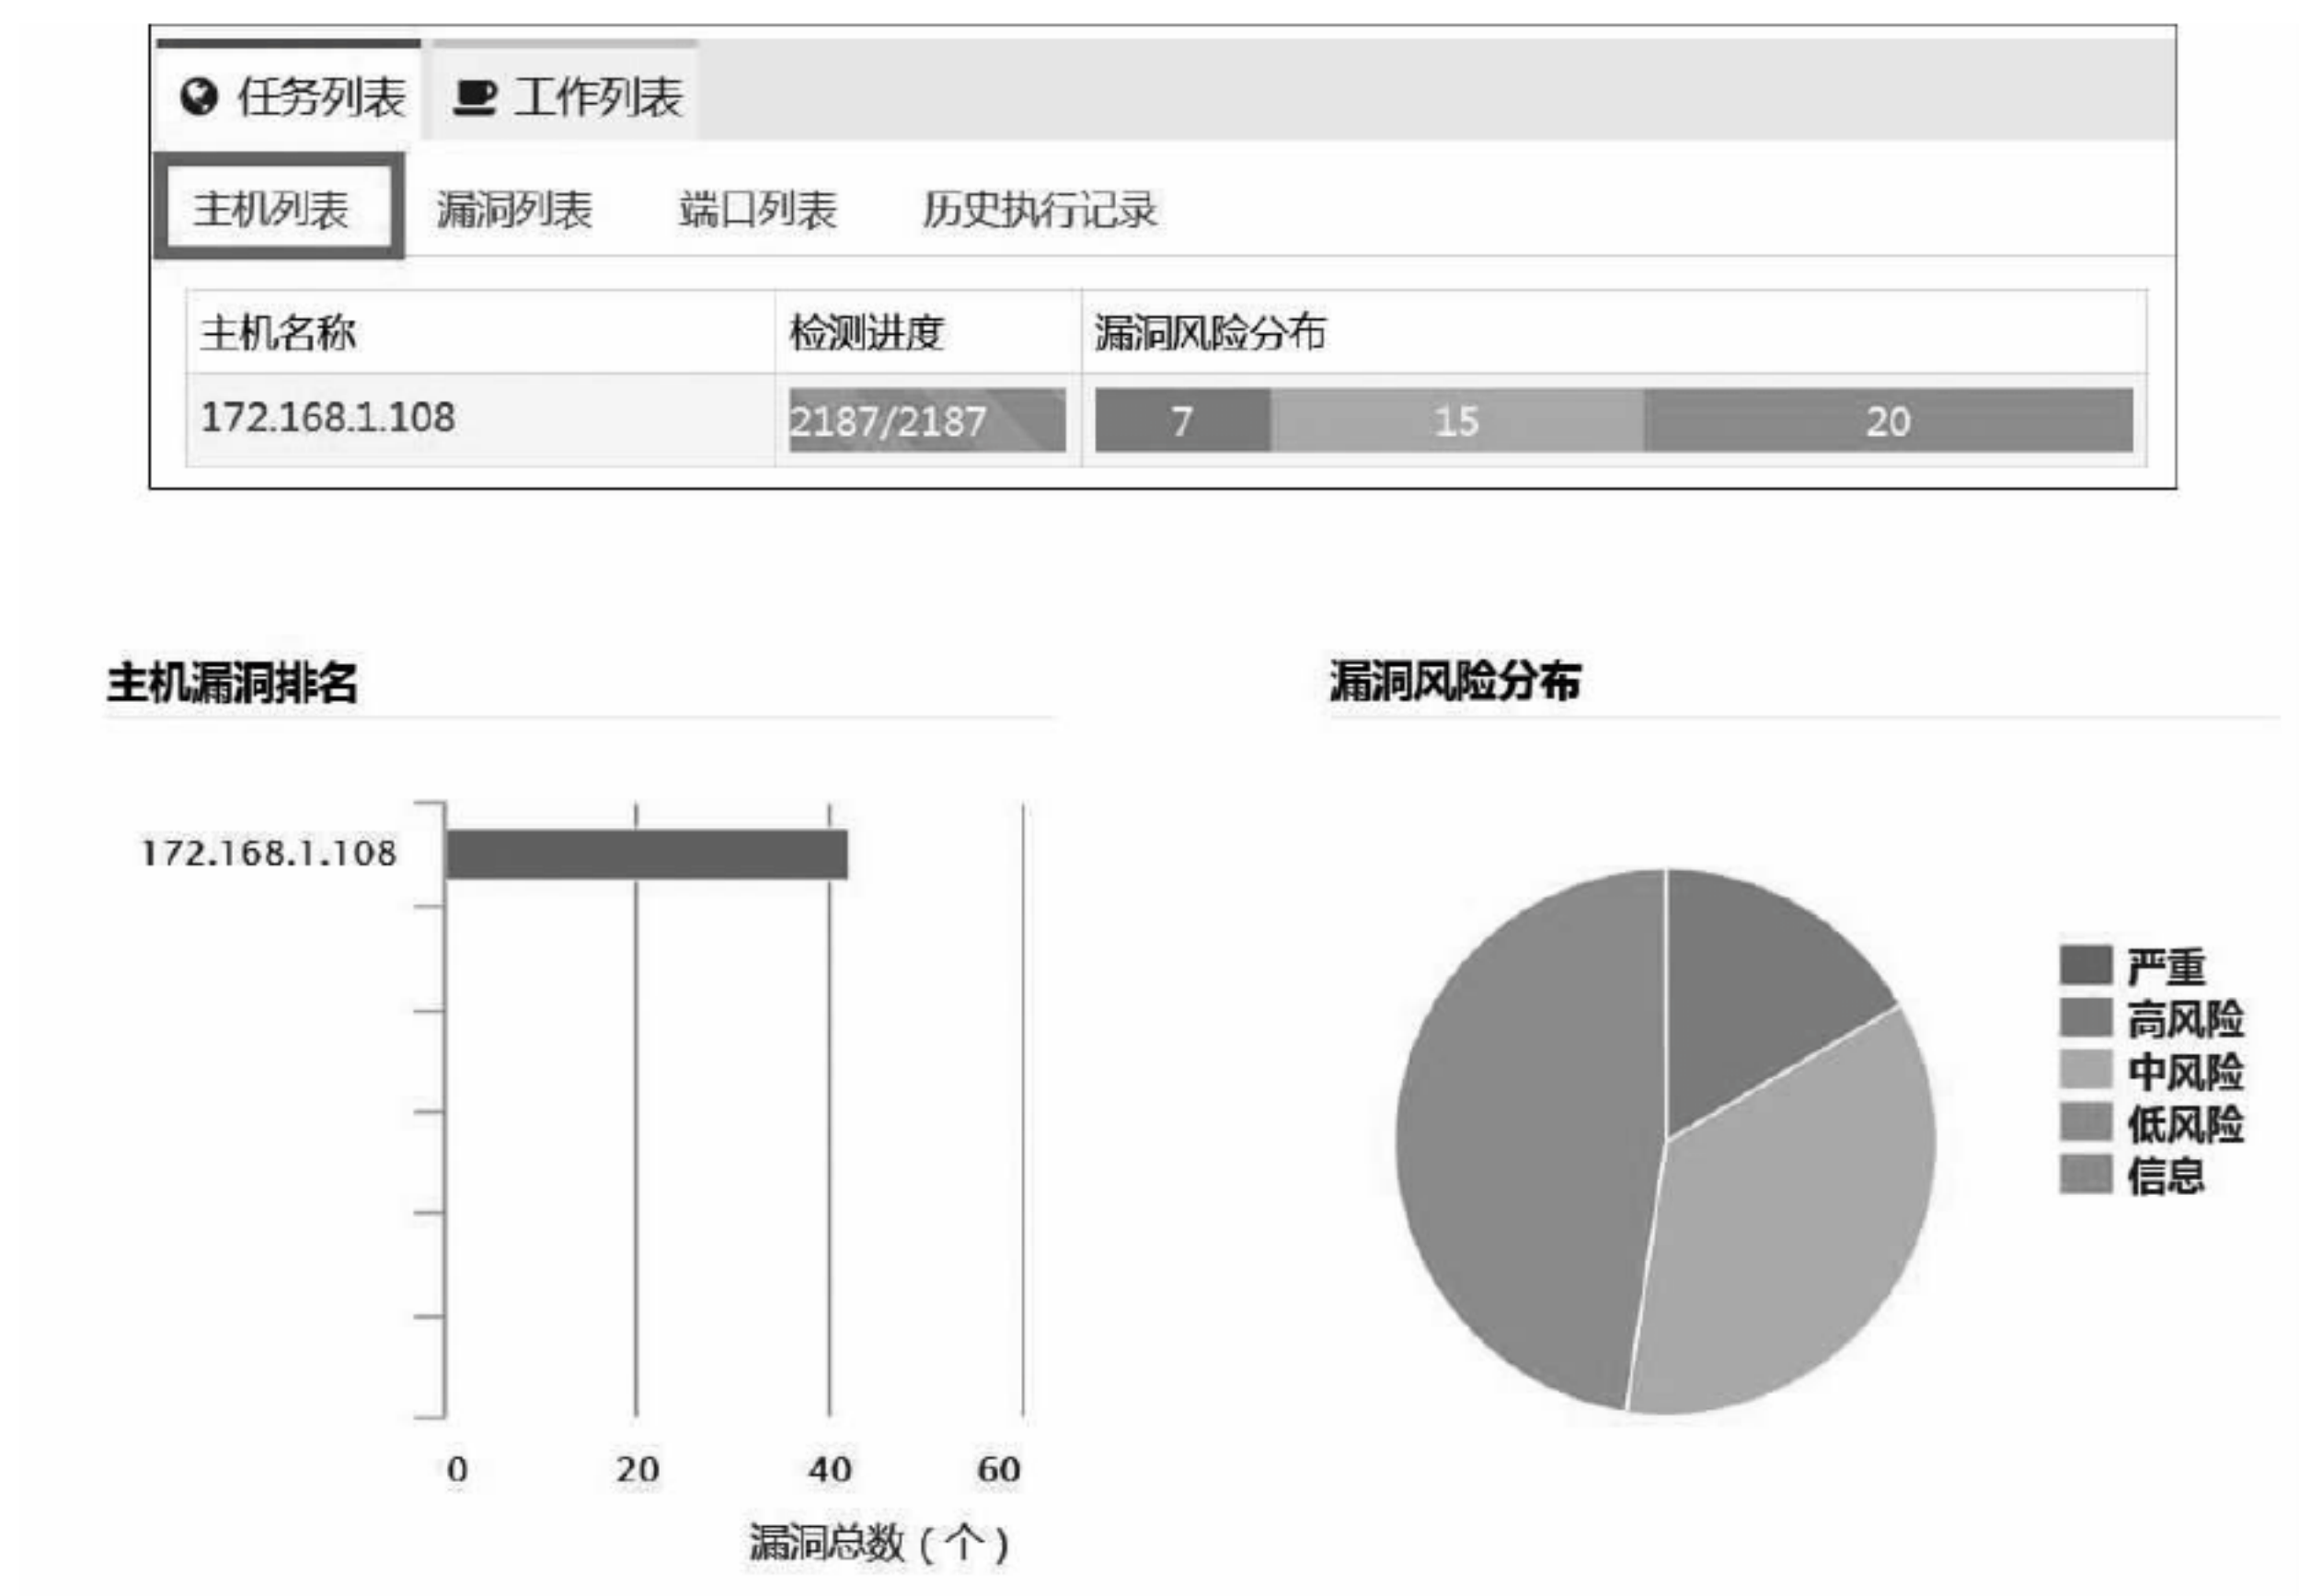 任务列表 工作列表
主机列表 漏洞列表 端口列表 历史执行记录
主机名称 检测进度 漏洞风险分布
172.168.1.108 2187/2187 7 15 20
主机漏洞排名
漏洞风险分布
172.168.1.108
0 20 40 60
漏洞总数(个)
严重
高风险
中风险
低风险
信息